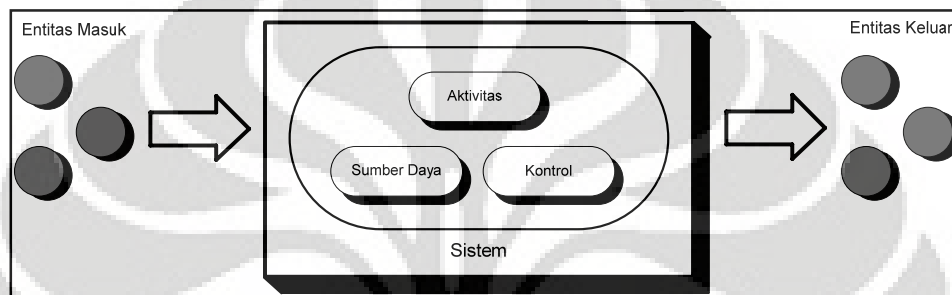 Entitas Masuk
Entitas Keluar
Aktivitas
Sumber Daya
Kontrol
Sistem